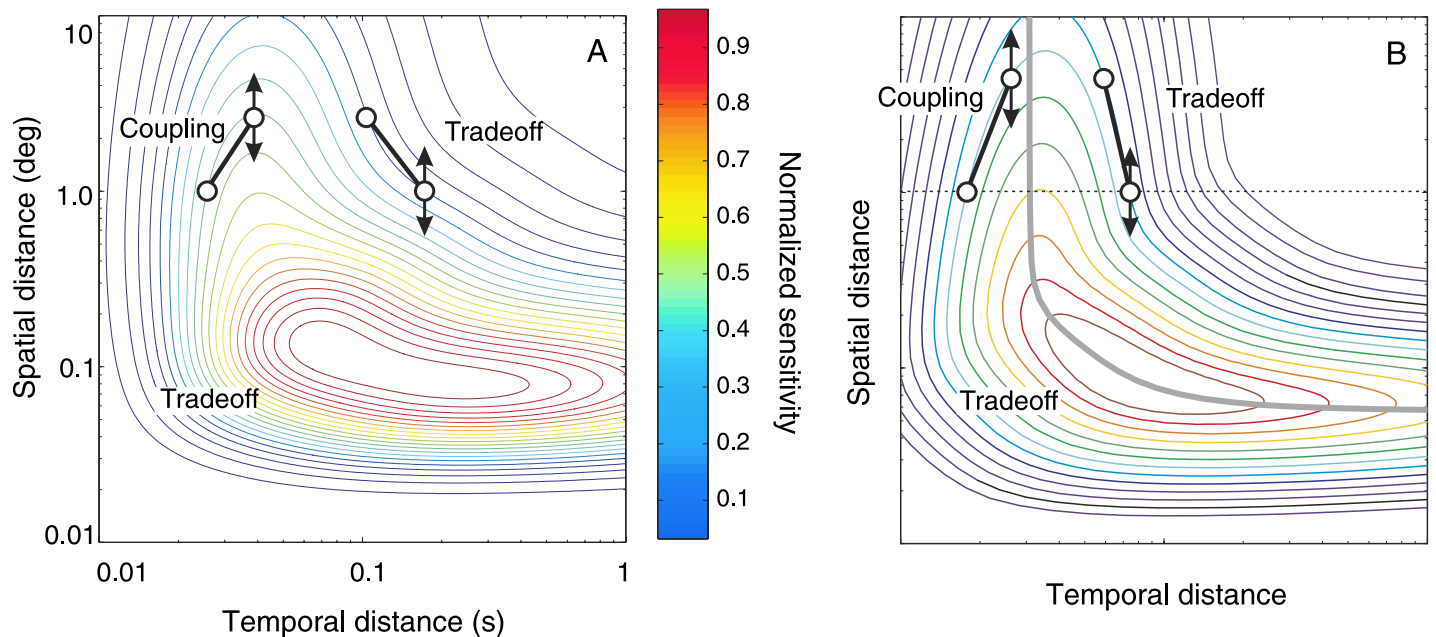 A
10
1.0
0.1
0.01
0.01
0.1
1
Spatial distance (deg)
Temporal distance (s)
Coupling
Tradeoff
Tradeoff
0.9
0.8
0.7
0.6
0.5
0.4
0.3
0.2
0.1
Normalized sensitivity
B
Coupling
Tradeoff
Tradeoff
Spatial distance
Temporal distance